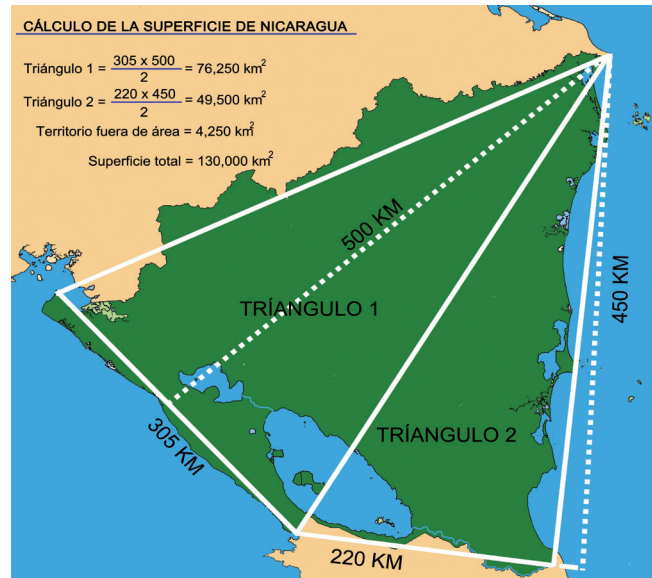 CÁLCULO DE LA SUPERFICIE DE NICARAGUA
Triángulo 1 = 305 x 500 / 2 = 76,250 km²
Triángulo 2 = 220 x 450 / 2 = 49,500 km²
Territorio fuera de área = 4,250 km²
Superficie total = 130,000 km²
500 KM
TRÍANGULO 1
450 KM
305 KM
TRÍANGULO 2
220 KM